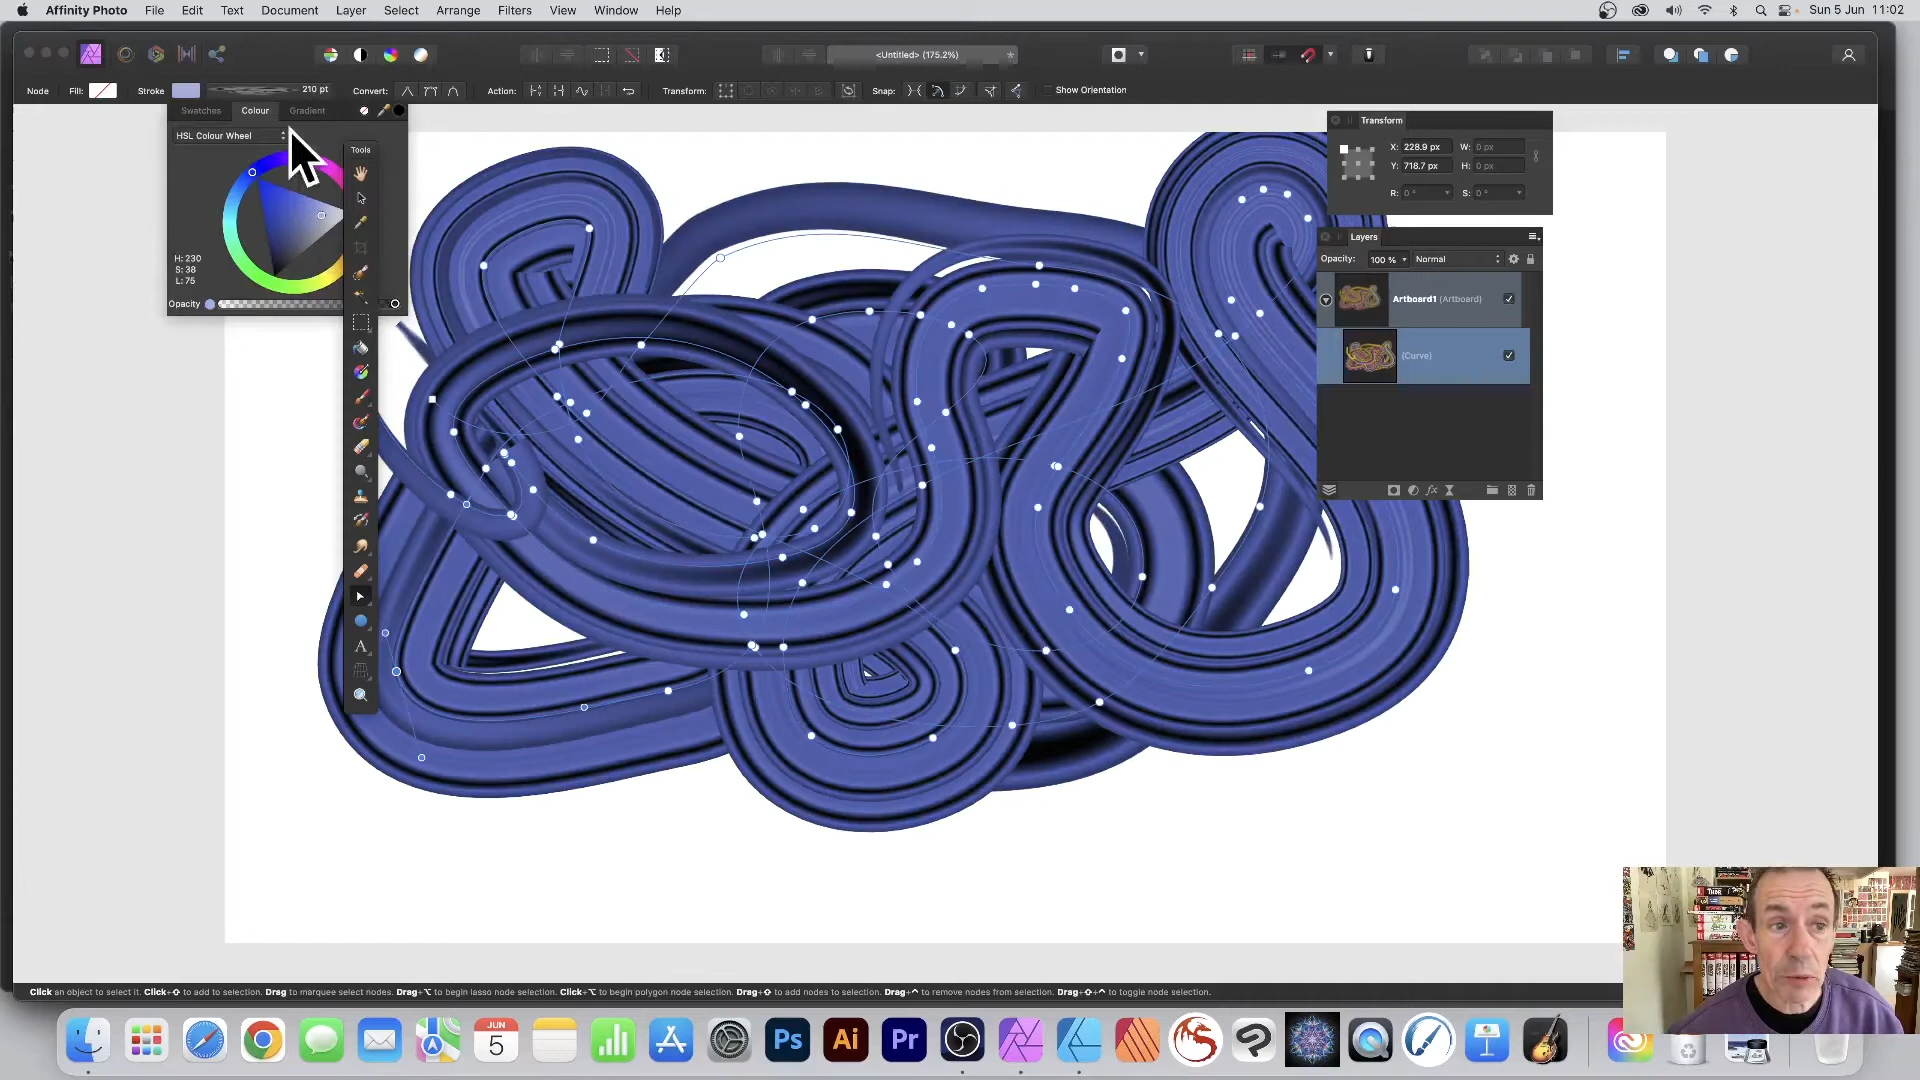 Affinity Photo File Edit Text Document Layer Select Arrange Filters View Window Help Sun 5 Jun 11:02
<Untitled> (175.2%)
Node Fill: Stroke 210 pt Convert: Action: Transform: Snap: Show Orientation
Swatches Colour Gradient
HSL Colour Wheel
H: 230
S: 38
L: 75
Opacity
Tools
A
Transform
X: 228.9 px W: 0 px
Y: 718.7 px H: 0 px
R: 0 ° S: 0 °
Layers
Opacity: 100 % Normal
Artboard1 (Artboard)
(Curve)
fx
Click an object to select it. Click+⇧ to add to selection. Drag to marquee select nodes. Drag+⌥ to begin lasso node selection. Click+⌥ to begin polygon node selection. Drag+⇧ to add nodes to selection. Drag+⌃ to remove nodes from selection. Drag+⇧+⌃ to toggle node selection.
JUN
5
Ps
Ai
Pr